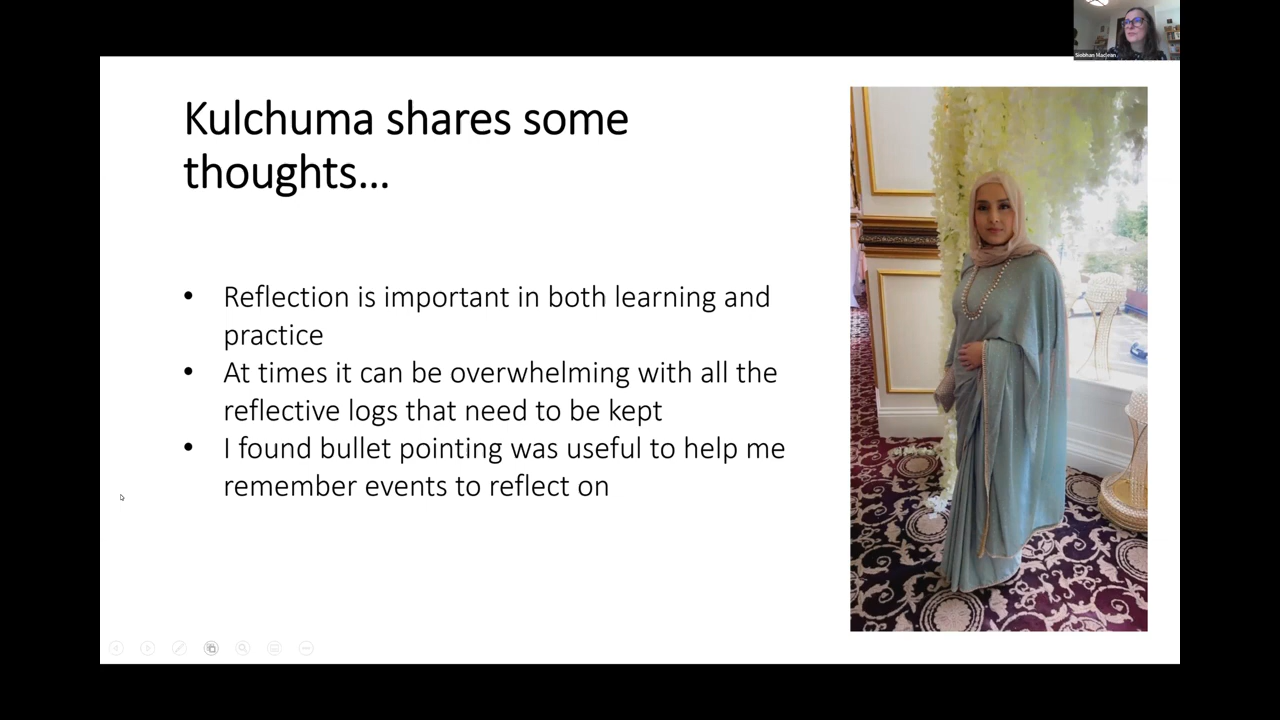 Siobhan Maclean
Kulchuma shares some
thoughts...
• Reflection is important in both learning and
practice
• At times it can be overwhelming with all the
reflective logs that need to be kept
• I found bullet pointing was useful to help me
remember events to reflect on